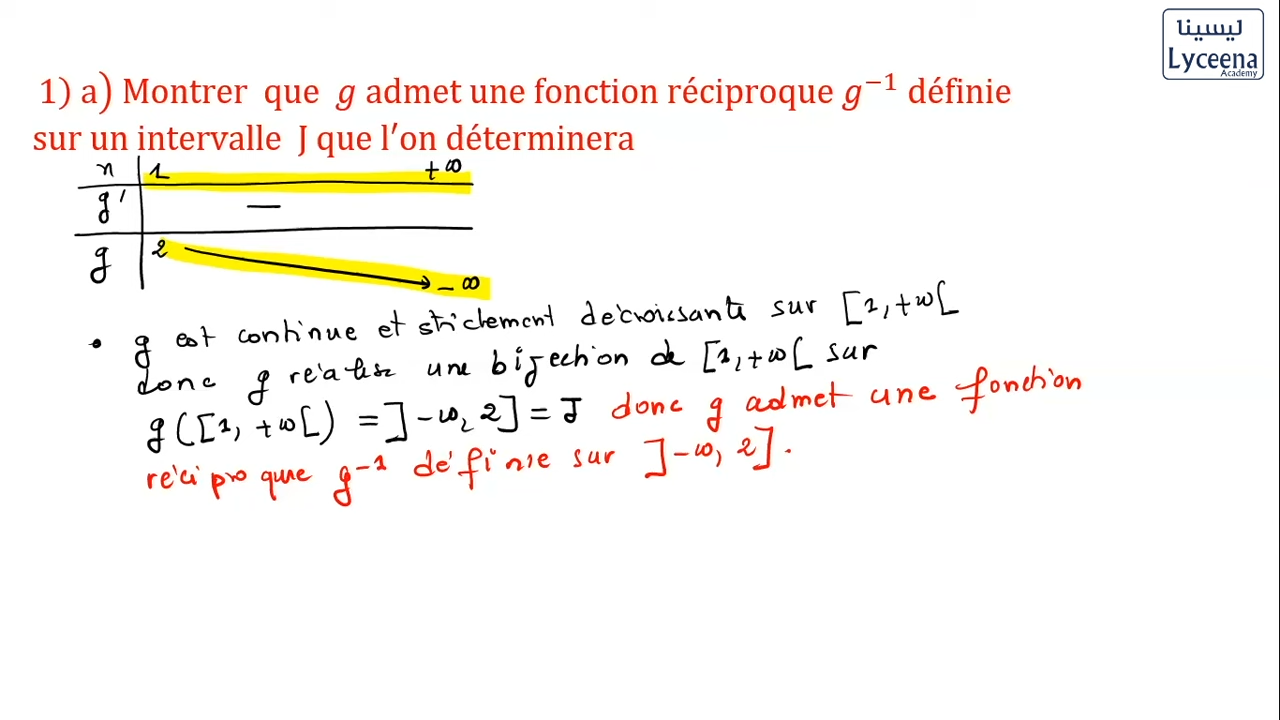 ليسينا
Lyceena
Academy
1) a) Montrer que g admet une fonction réciproque g⁻¹ définie
sur un intervalle J que l'on déterminera
x 1 +∞
g' —
g 2 -∞
• g est continue et strictement décroissante sur [1, +∞[
donc g réalise une bijection de [1, +∞[ sur
g([1, +∞[) = ]-∞, 2] = J donc g admet une fonction
réciproque g⁻¹ définie sur ]-∞, 2].